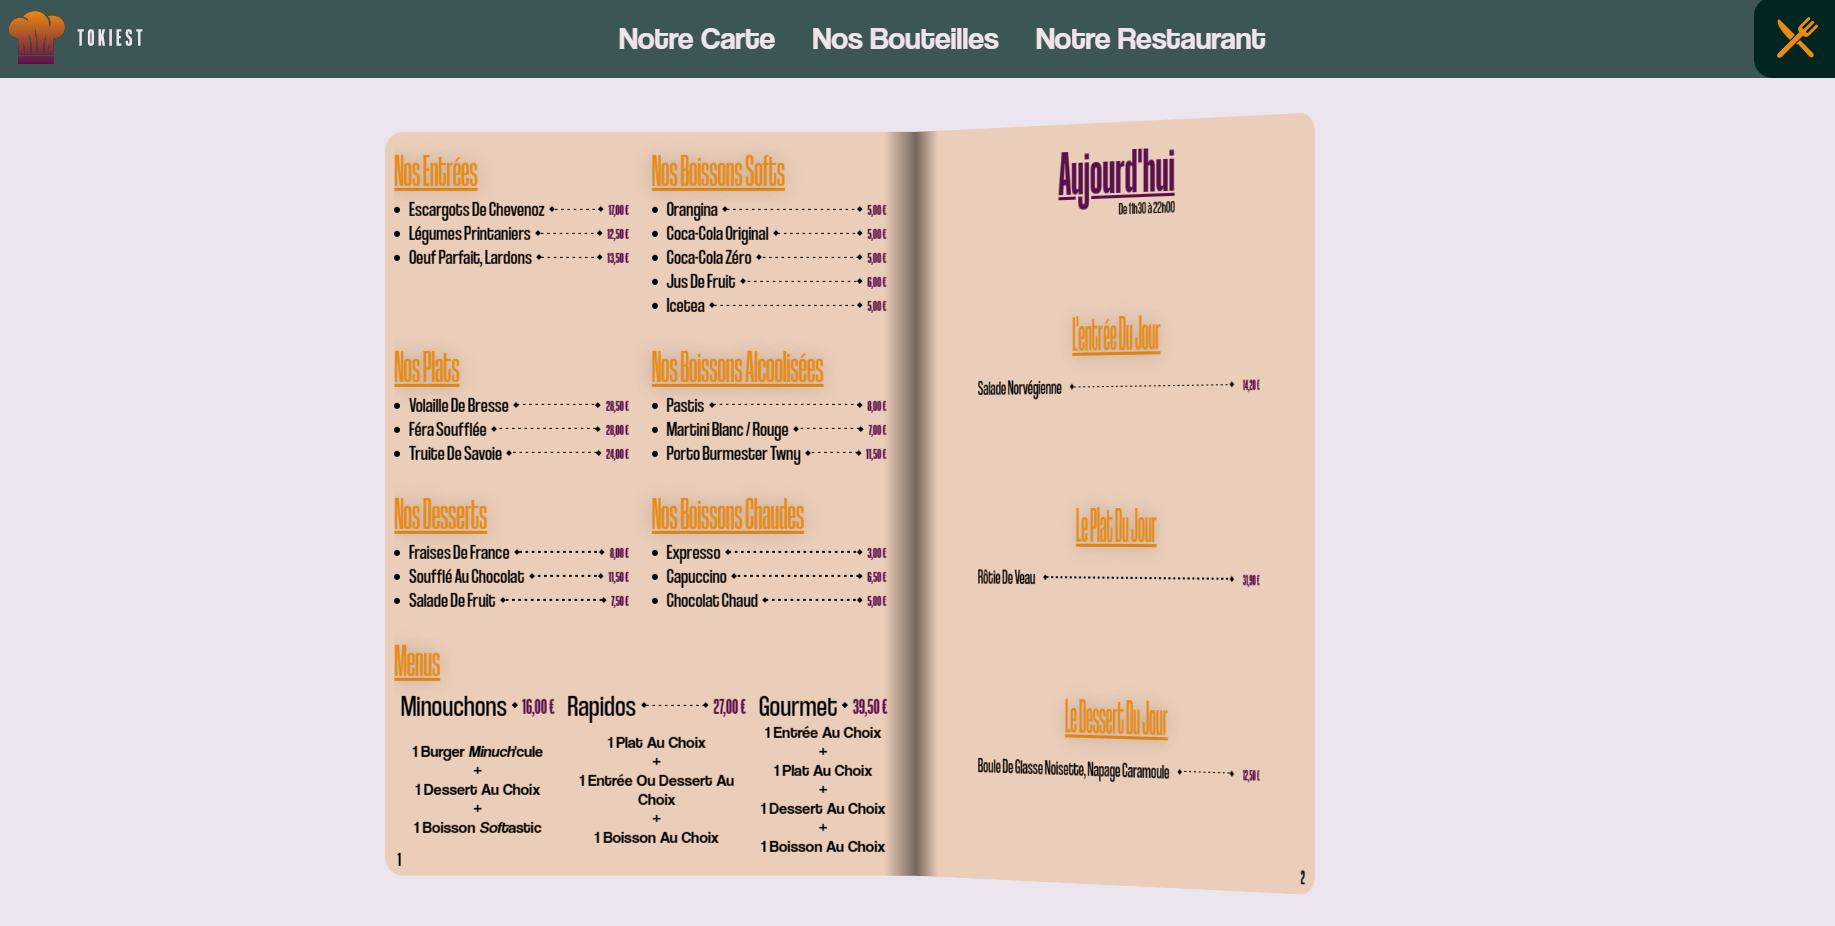 TOKIEST
Notre Carte
Nos Bouteilles
Notre Restaurant
Nos Entrées
Escargots De Chevenoz 17,00 €
Légumes Printaniers 12,50 €
Oeuf Parfait, Lardons 13,50 €
Nos Boissons Softs
Orangina 5,00 €
Coca-Cola Original 5,00 €
Coca-Cola Zéro 5,00 €
Jus De Fruit 6,00 €
Icetea 5,00 €
Nos Plats
Volaille De Bresse 28,50 €
Féra Soufflée 28,00 €
Truite De Savoie 24,00 €
Nos Boissons Alcoolisées
Pastis 8,00 €
Martini Blanc / Rouge 7,00 €
Porto Burmester Twny 11,50 €
Nos Desserts
Fraises De France 8,00 €
Soufflé Au Chocolat 11,50 €
Salade De Fruit 7,50 €
Nos Boissons Chaudes
Expresso 3,00 €
Capuccino 6,50 €
Chocolat Chaud 5,00 €
Menus
Minouchons 16,00 €
1 Burger Minuch'cule
+
1 Dessert Au Choix
+
1 Boisson Softastic
Rapidos 27,00 €
1 Plat Au Choix
+
1 Entrée Ou Dessert Au
Choix
+
1 Boisson Au Choix
Gourmet 39,50 €
1 Entrée Au Choix
+
1 Plat Au Choix
+
1 Dessert Au Choix
+
1 Boisson Au Choix
1
Aujourd'hui
De 11h30 à 22h00
L'entrée Du Jour
Salade Norvégienne 14,20 €
Le Plat Du Jour
Rôtie De Veau 31,90 €
Le Dessert Du Jour
Boule De Glasse Noisette, Napage Caramoule 12,50 €
2